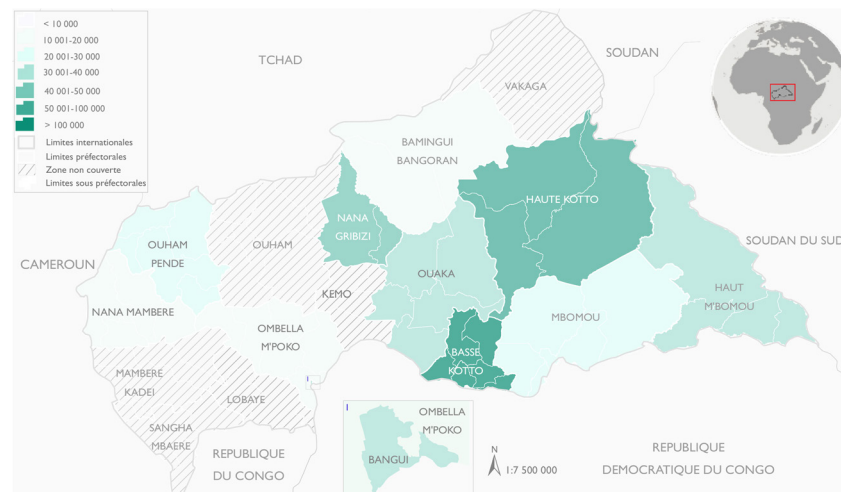 < 10 000
10 001-20 000
20 001-30 000
30 001-40 000
40 001-50 000
50 001-100 000
> 100 000
Limites internationales
Limites préfectorales
Zone non couverte
Limites sous préfectorales
TCHAD
SOUDAN
VAKAGA
BAMINGUI
BANGORAN
HAUTE KOTTO
NANA
GRIBIZI
OUHAM
PENDE
OUHAM
SOUDAN DU SUD
CAMEROUN
OUAKA
KEMO
HAUT
M'BOMOU
NANA MAMBERE
OMBELLA
M'POKO
MBOMOU
BASSE
KOTTO
MAMBERE
KADEI
LOBAYE
SANGHA
MBAERE
I
I
OMBELLA
M'POKO
BANGUI
REPUBLIQUE
DU CONGO
N
1:7 500 000
REPUBLIQUE
DEMOCRATIQUE DU CONGO